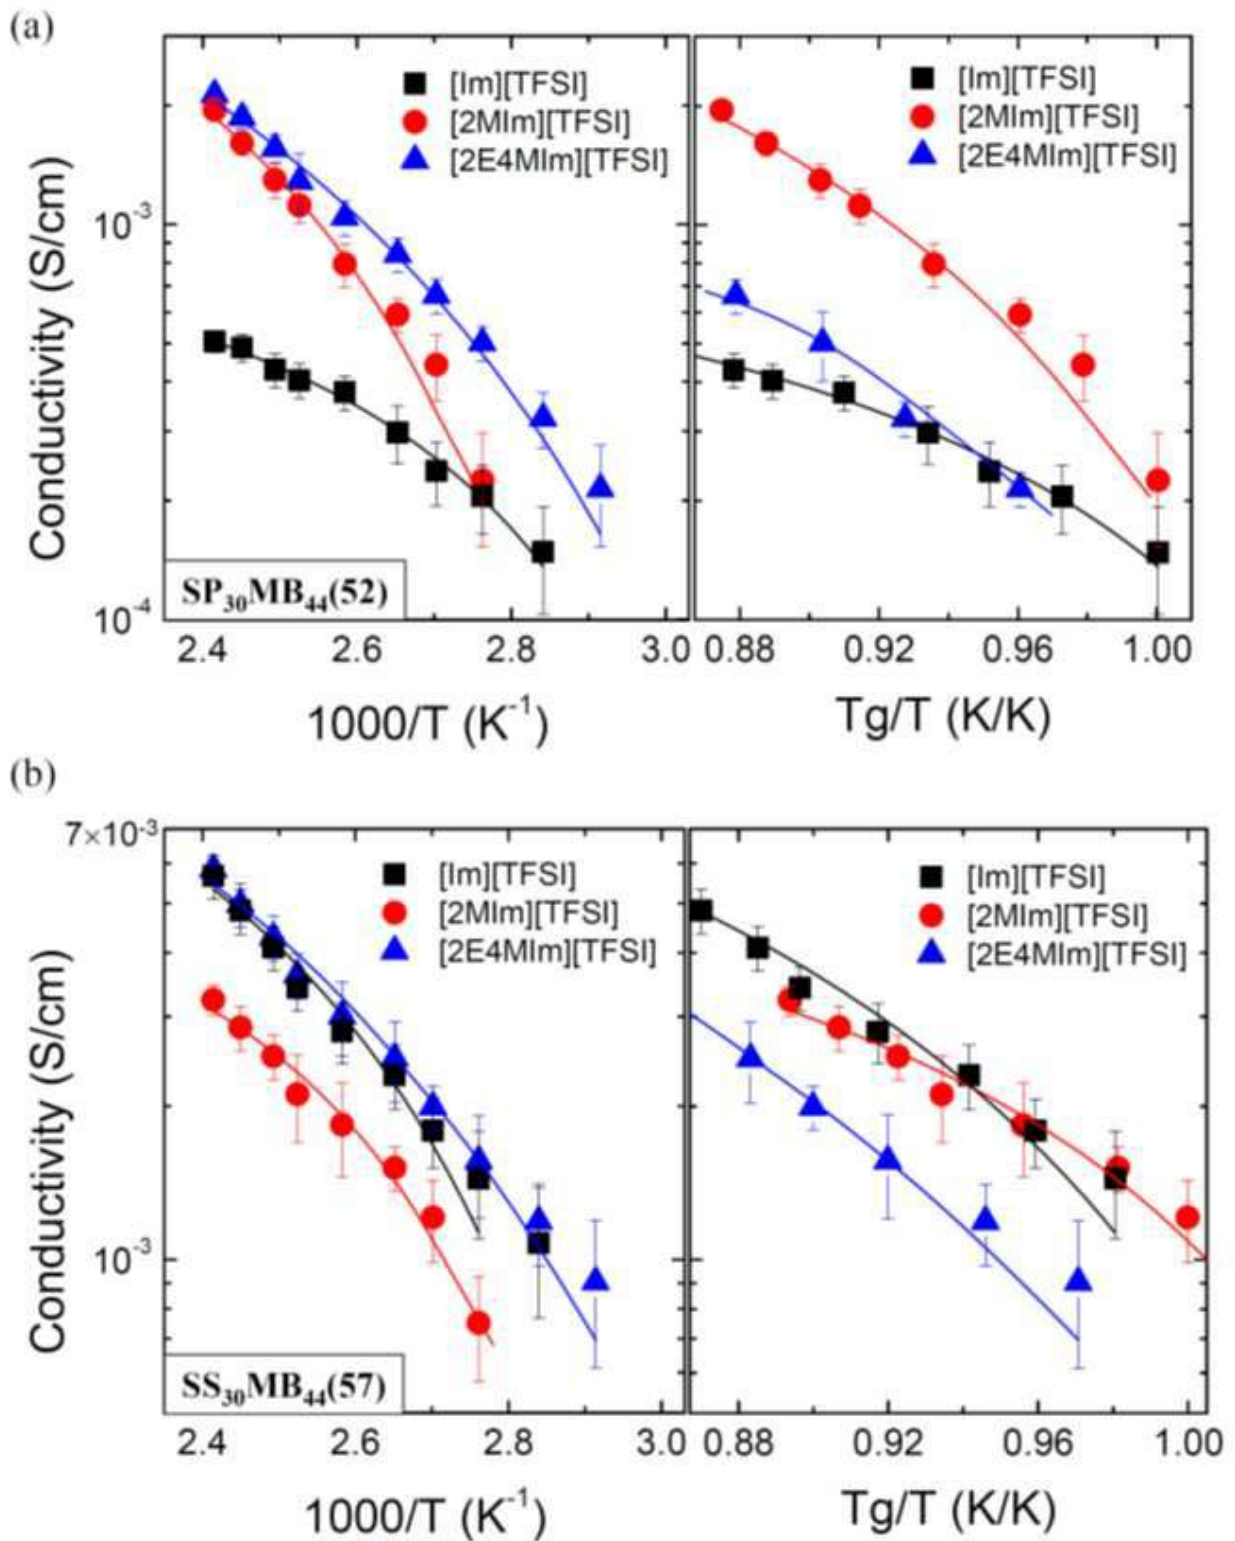 (a)
[Im][TFSI]
[2MIm][TFSI]
[2E4MIm][TFSI]
[Im][TFSI]
[2MIm][TFSI]
[2E4MIm][TFSI]
Conductivity (S/cm)
10⁻³
10⁻⁴
SP₃₀MB₄₄(52)
2.4 2.6 2.8 3.0 0.88 0.92 0.96 1.00
1000/T (K⁻¹) Tg/T (K/K)
(b)
7×10⁻³
[Im][TFSI]
[2MIm][TFSI]
[2E4MIm][TFSI]
[Im][TFSI]
[2MIm][TFSI]
[2E4MIm][TFSI]
Conductivity (S/cm)
10⁻³
SS₃₀MB₄₄(57)
2.4 2.6 2.8 3.0 0.88 0.92 0.96 1.00
1000/T (K⁻¹) Tg/T (K/K)